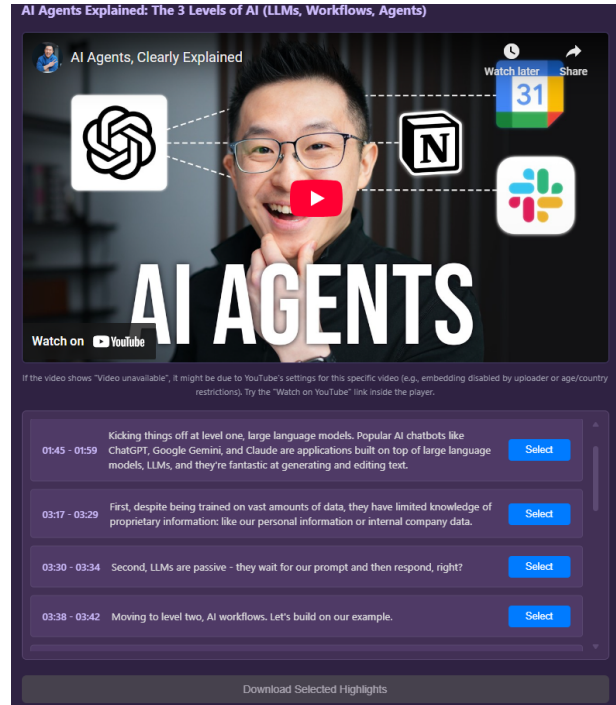 AI Agents Explained: The 3 Levels of AI (LLMs, Workflows, Agents)
AI Agents, Clearly Explained
Watch later
Share
31
N
AI AGENTS
Watch on YouTube
If the video shows "Video unavailable", it might be due to YouTube's settings for this specific video (e.g., embedding disabled by uploader or age/country
restrictions). Try the "Watch on YouTube" link inside the player.
01:45 - 01:59
Kicking things off at level one, large language models. Popular AI chatbots like
ChatGPT, Google Gemini, and Claude are applications built on top of large language
models, LLMs, and they're fantastic at generating and editing text.
Select
03:17 - 03:29
First, despite being trained on vast amounts of data, they have limited knowledge of
proprietary information: like our personal information or internal company data.
Select
03:30 - 03:34
Second, LLMs are passive - they wait for our prompt and then respond, right?
Select
03:38 - 03:42
Moving to level two, AI workflows. Let's build on our example.
Select
Download Selected Highlights